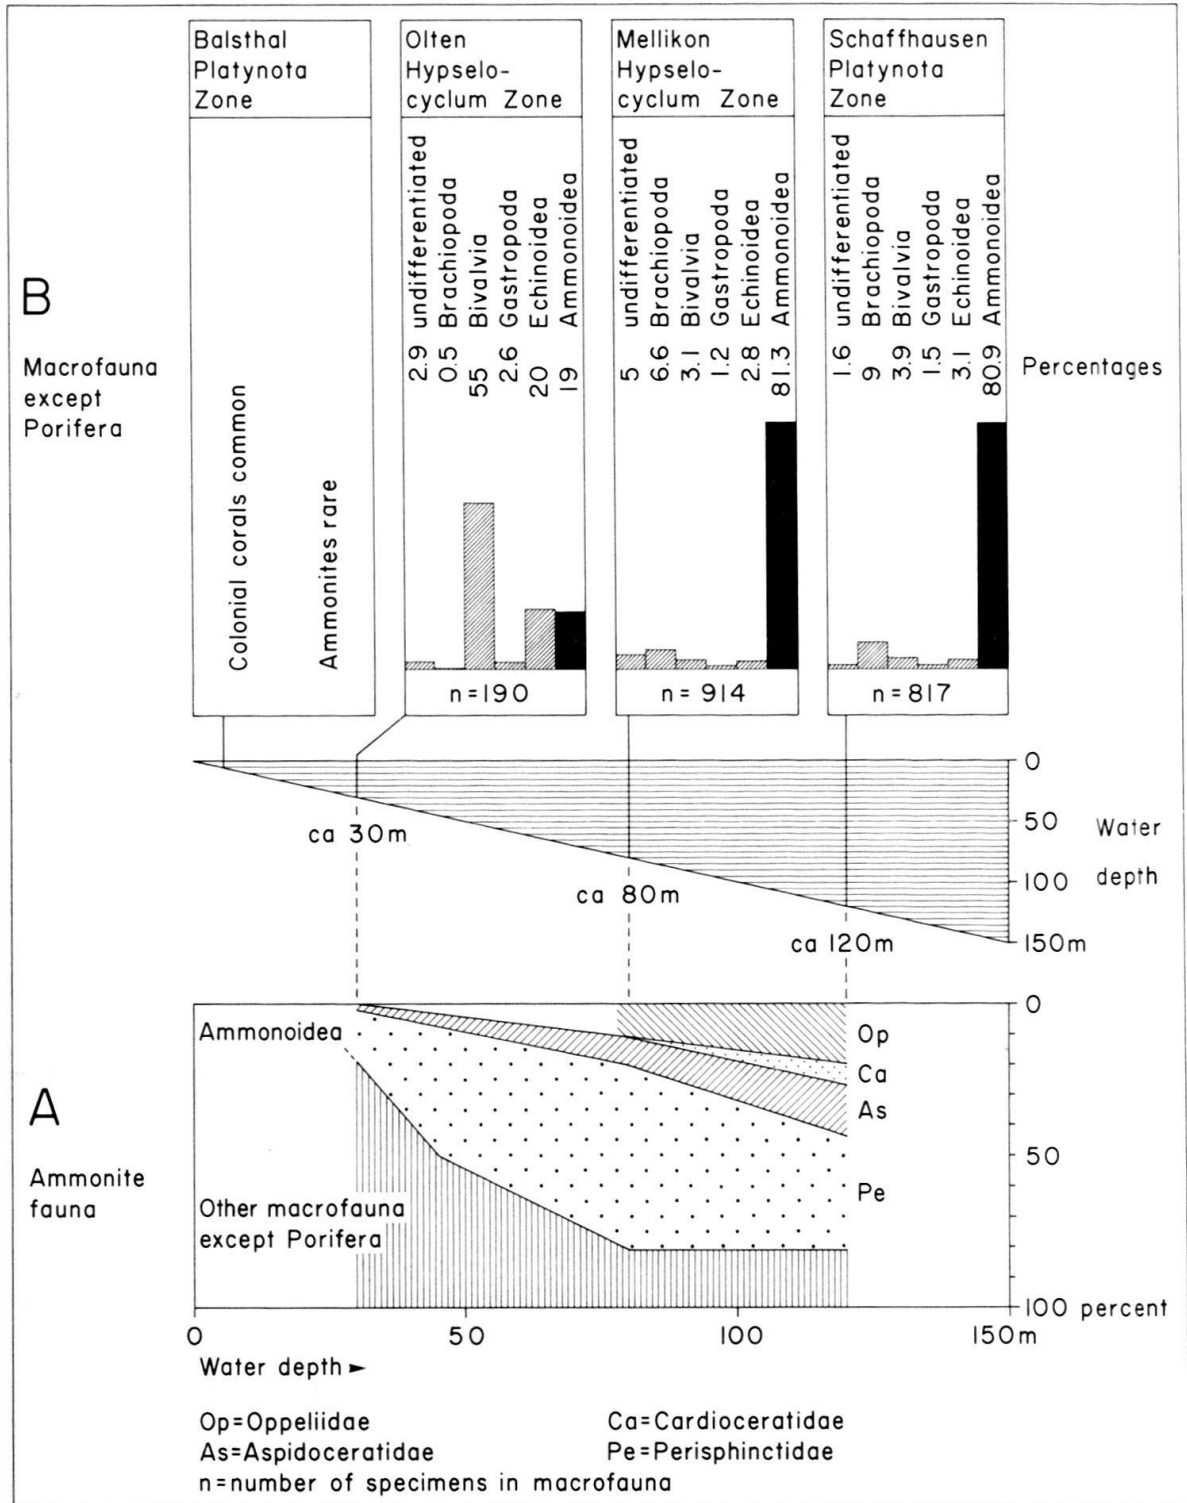 Balsthal
Platynota
Zone
Olten
Hypselo-
cyclum Zone
Mellikon
Hypselo-
cyclum Zone
Schaffhausen
Platynota
Zone
B
Macrofauna
except
Porifera
Colonial corals common
Ammonites rare
2.9 undifferentiated
0.5 Brachiopoda
55 Bivalvia
2.6 Gastropoda
20 Echinoidea
19 Ammonoidea
n=190
5 undifferentiated
6.6 Brachiopoda
3.1 Bivalvia
1.2 Gastropoda
2.8 Echinoidea
81.3 Ammonoidea
n= 914
1.6 undifferentiated
9 Brachiopoda
3.9 Bivalvia
1.5 Gastropoda
3.1 Echinoidea
80.9 Ammonoidea
n=817
Percentages
0
50
100
150m
Water
depth
ca 30m
ca 80m
ca 120m
A
Ammonite
fauna
Ammonoidea
Other macrofauna
except Porifera
Op
Ca
As
Pe
0
50
100 percent
0 50 100 150m
Water depth ►
Op=Oppeliidae Ca=Cardioceratidae
As=Aspidoceratidae Pe=Perisphinctidae
n=number of specimens in macrofauna